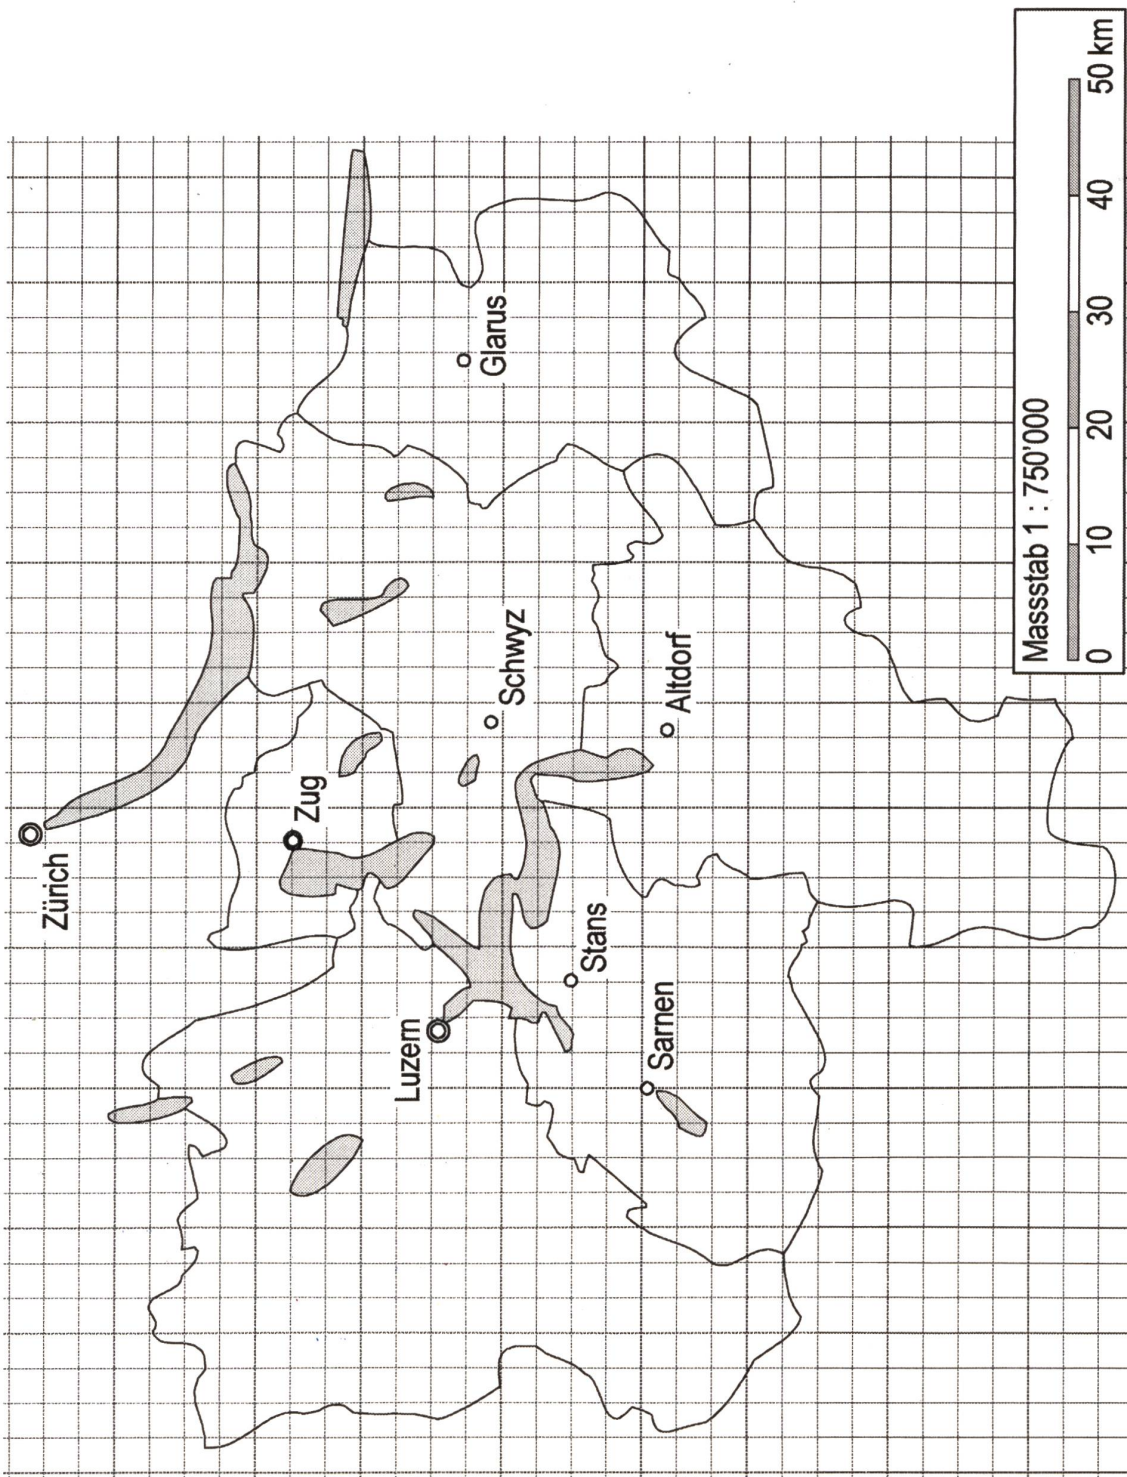 Zürich
Zug
Glarus
Luzern
Schwyz
Stans
Sarnen
Altdorf
Massstab 1 : 750'000
0 10 20 30 40 50 km